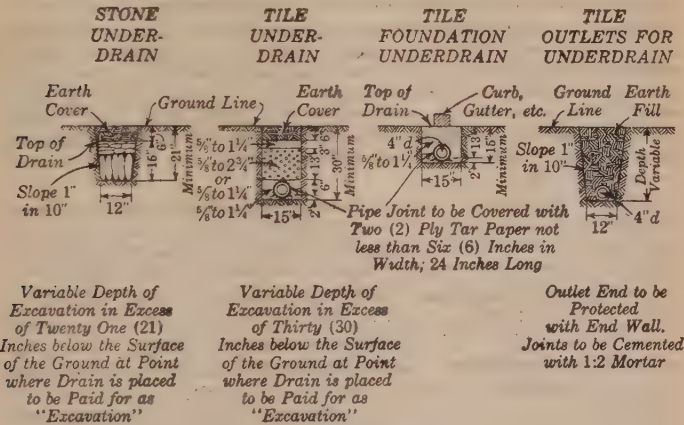 STONE
UNDER-
DRAIN
TILE
UNDER-
DRAIN
TILE
FOUNDATION
UNDERDRAIN
TILE
OUTLETS FOR
UNDERDRAIN
Earth
Cover
Ground Line
Top of
Drain
Slope 1"
in 10"
16"
21"
Minimum
12"
Earth
Cover
5/8" to 1 1/4"
5/8" to 2 3/4"
or
5/8" to 1 1/4"
5/8" to 1 1/4"
13"
6"
2"
30"
Minimum
15"
Top of
Drain
Curb,
Gutter, etc.
4" d
5/8" to 1 1/4"
13"
2"
15"
Minimum
15"
Pipe Joint to be Covered with
Two (2) Ply Tar Paper not
less than Six (6) Inches in
Width; 24 Inches Long
Ground
Line
Earth
Fill
Slope 1"
in 10"
Depth
Variable
4" d
12"
Variable Depth of
Excavation in Excess
of Twenty One (21)
Inches below the Surface
of the Ground at Point
where Drain is placed
to be Paid for as
"Excavation"
Variable Depth of
Excavation in Excess
of Thirty (30)
Inches below the Surface
of the Ground at Point
where Drain is placed
to be Paid for as
"Excavation"
Outlet End to be
Protected
with End Wall.
Joints to be Cemented
with 1:2 Mortar